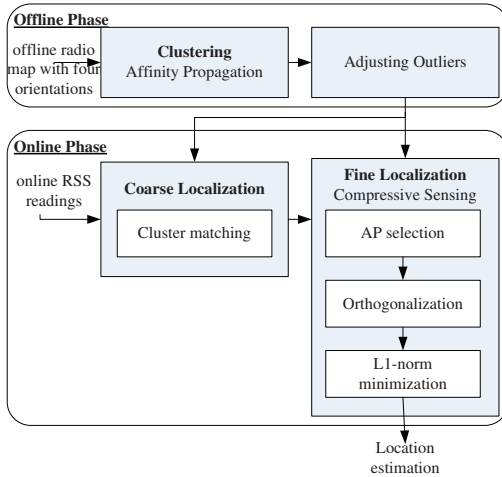 Offline Phase
offline radio
map with four
orientations
Clustering
Affinity Propagation
Adjusting Outliers
Online Phase
online RSS
readings
Coarse Localization
Cluster matching
Fine Localization
Compressive Sensing
AP selection
Orthogonalization
L1-norm
minimization
Location
estimation